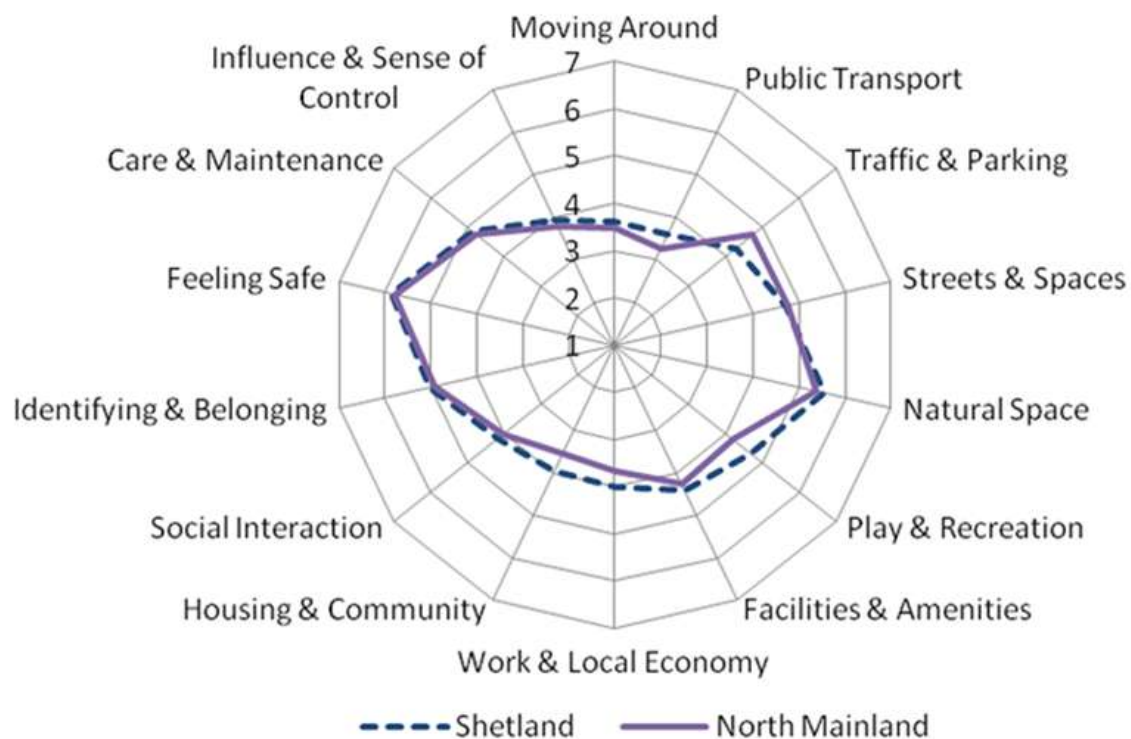 Moving Around
Influence & Sense of
Control
Public Transport
Care & Maintenance
Traffic & Parking
Feeling Safe
Streets & Spaces
Identifying & Belonging
Natural Space
Social Interaction
Play & Recreation
Housing & Community
Facilities & Amenities
Work & Local Economy
7
6
5
4
3
2
1
Shetland
North Mainland